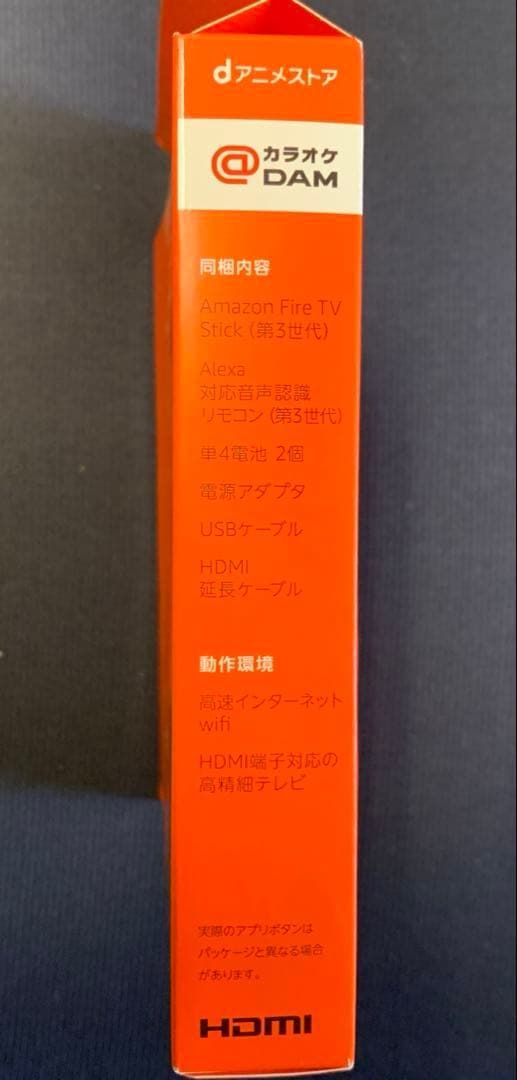 dアニメストア
@カラオケ
DAM
同梱内容
Amazon Fire TV
Stick (第3世代)
Alexa
対応音声認識
リモコン (第3世代)
単4電池 2個
電源アダプタ
USBケーブル
HDMI
延長ケーブル
動作環境
高速インターネット
wifi
HDMI端子対応の
高精細テレビ
実際のアプリボタンは
パッケージと異なる場合
があります。
HDMI